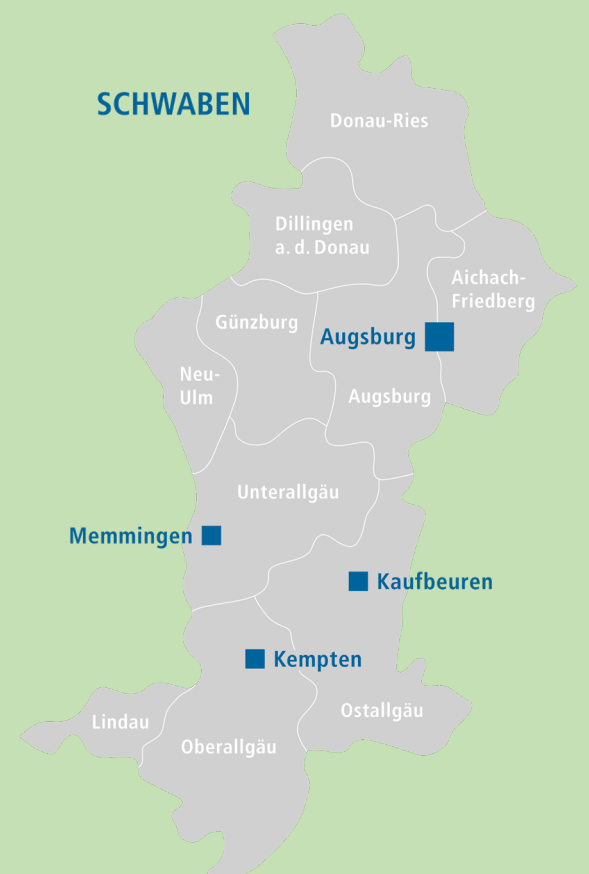 SCHWABEN
Donau-Ries
Dillingen
a. d. Donau
Aichach-
Friedberg
Günzburg
Augsburg
Neu-
Ulm
Augsburg
Unterallgäu
Memmingen
Kaufbeuren
Kempten
Ostallgäu
Lindau
Oberallgäu